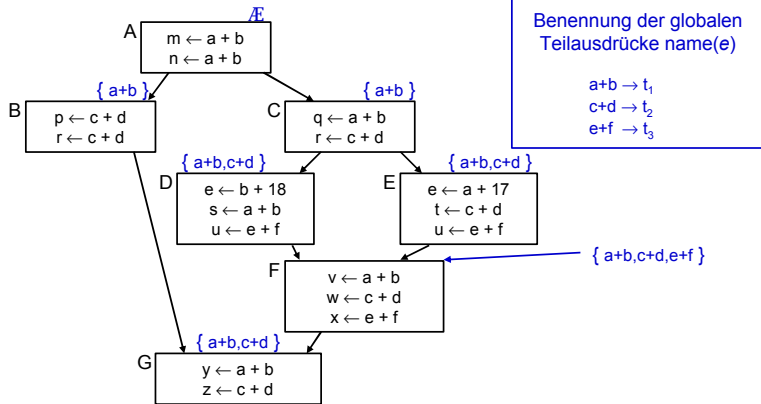 Æ
A
m ← a + b
n ← a + b
Benennung der globalen
Teilausdrücke name(e)
a+b → t₁
c+d → t₂
e+f → t₃
{ a+b}
B
p ← c + d
r ← c + d
{ a+b}
C
q ← a + b
r ← c + d
{ a+b,c+d}
D
e ← b + 18
s ← a + b
u ← e + f
{ a+b,c+d}
E
e ← a + 17
t ← c + d
u ← e + f
F
v ← a + b
w ← c + d
x ← e + f
{ a+b,c+d,e+f }
{ a+b,c+d }
G
y ← a + b
z ← c + d